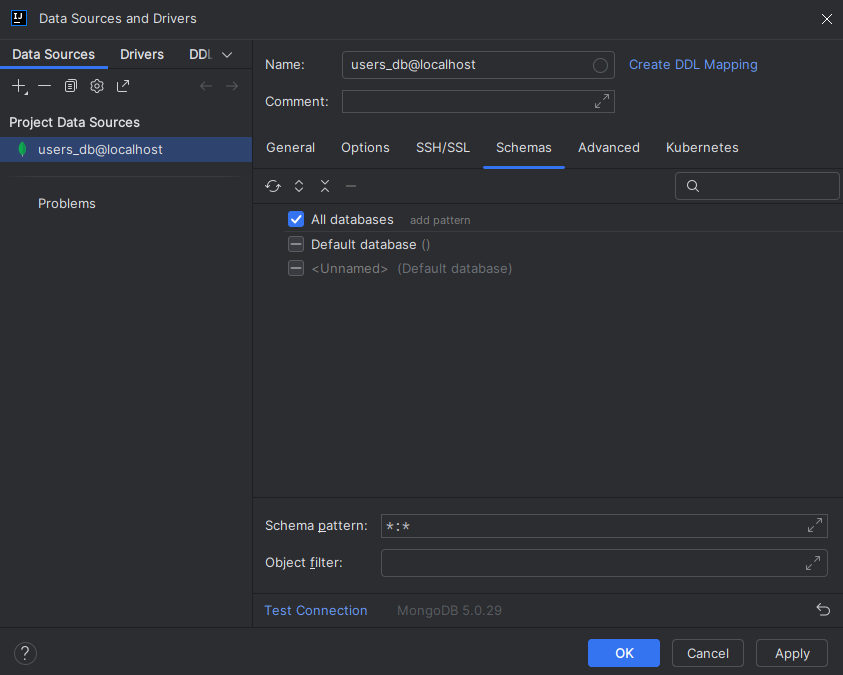 Data Sources and Drivers
Data Sources Drivers DDL
Project Data Sources
users_db@localhost
Problems
Name: users_db@localhost Create DDL Mapping
Comment:
General Options SSH/SSL Schemas Advanced Kubernetes
All databases add pattern
Default database ()
<Unnamed> (Default database)
Schema pattern: *:*
Object filter:
Test Connection MongoDB 5.0.29
? OK Cancel Apply